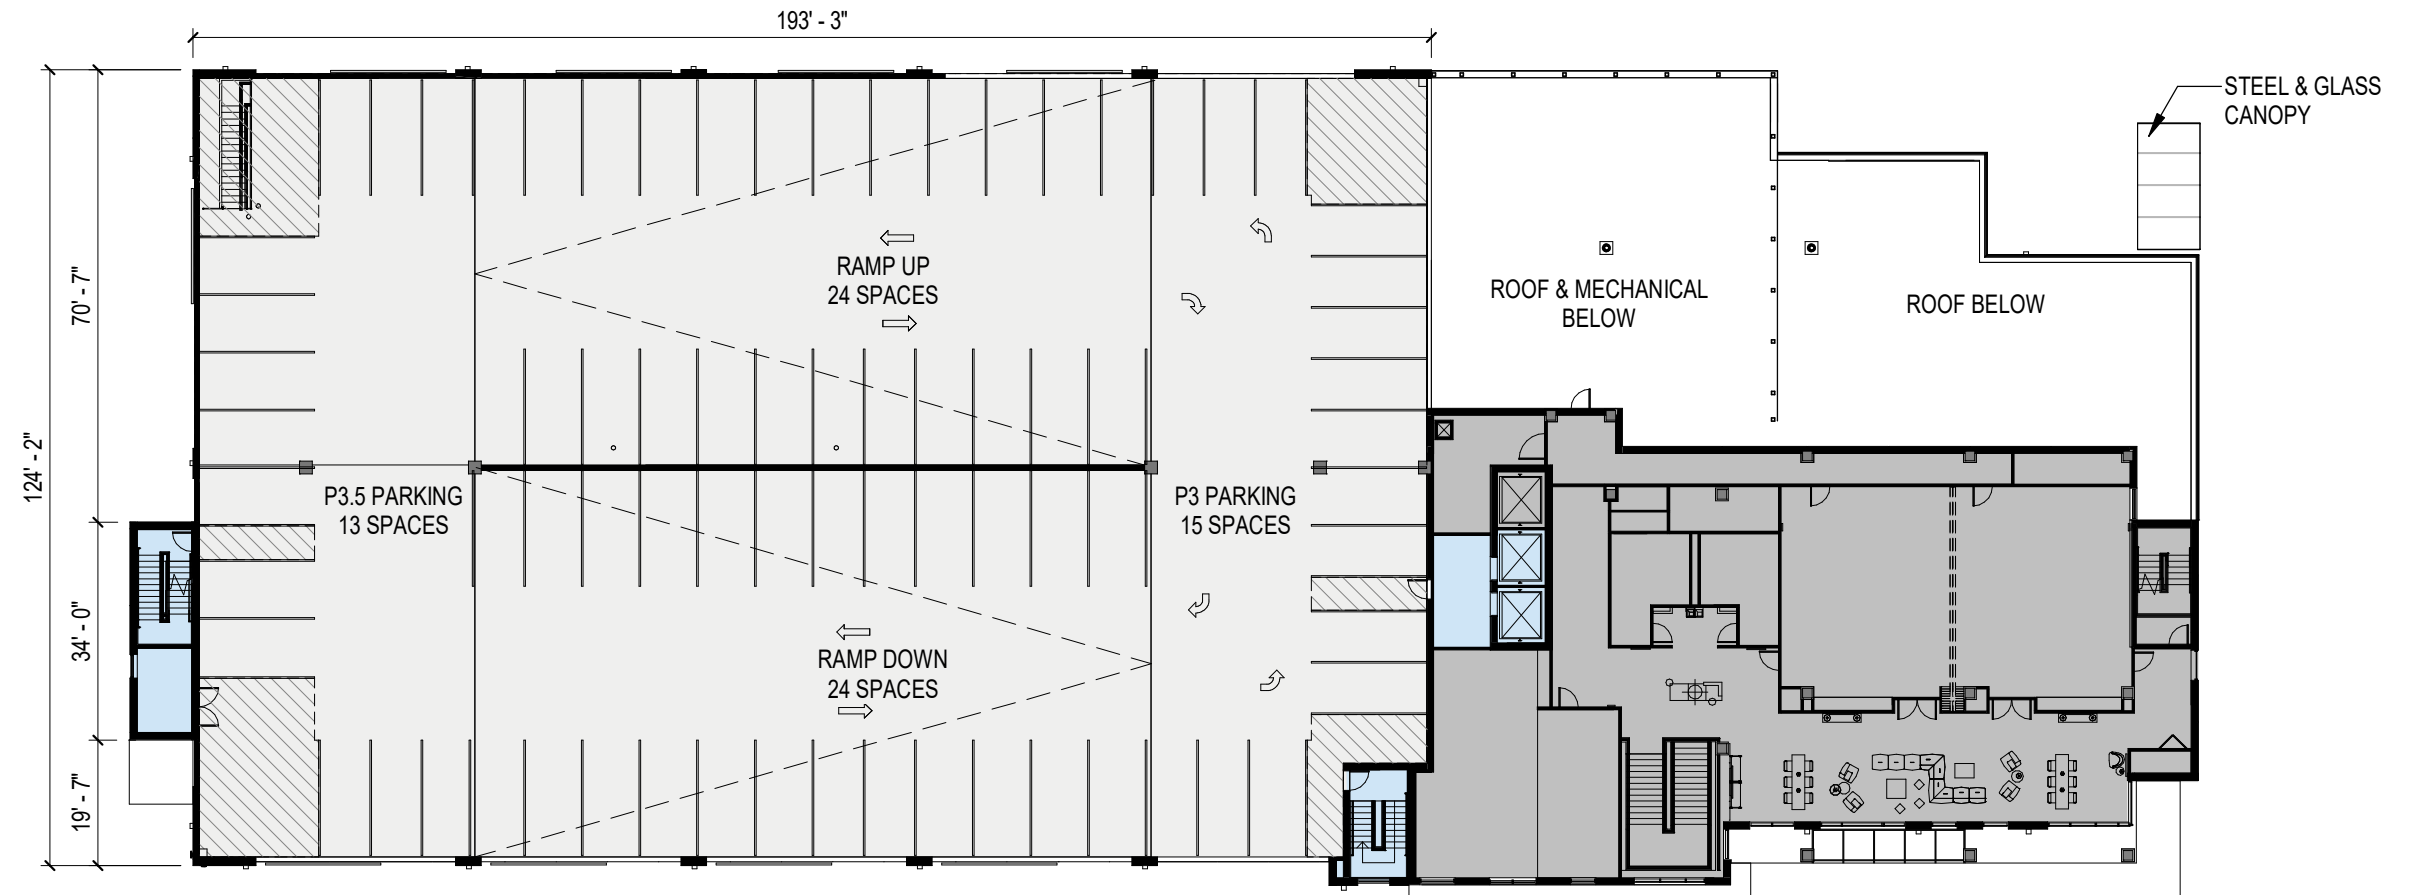 193' - 3"
STEEL & GLASS
CANOPY
70' - 7"
RAMP UP
24 SPACES
ROOF & MECHANICAL
BELOW
ROOF BELOW
124' - 2"
P3.5 PARKING
13 SPACES
P3 PARKING
15 SPACES
34' - 0"
RAMP DOWN
24 SPACES
19' - 7"